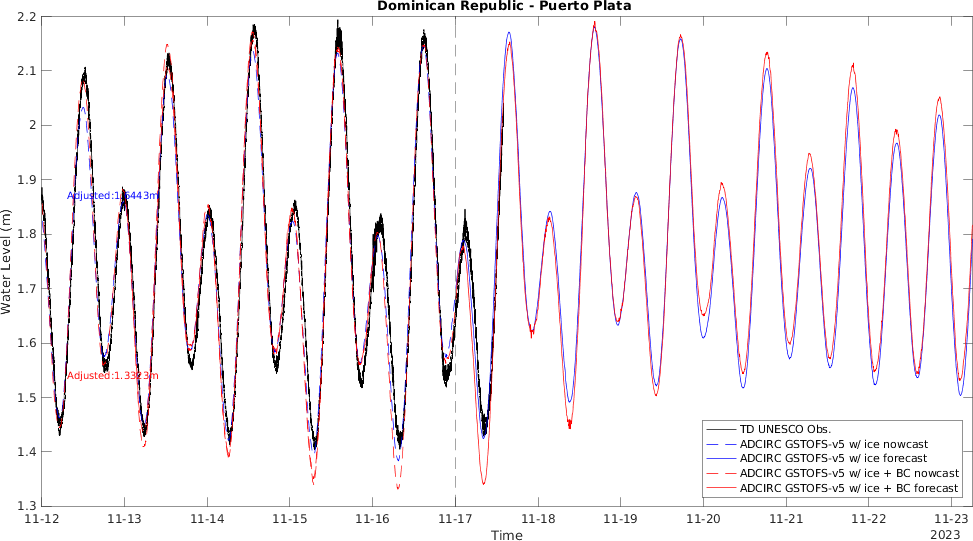 Dominican Republic - Puerto Plata
2.2
2.1
2
1.9
1.8
1.7
1.6
1.5
1.4
1.3
Water Level (m)
Adjusted:1.6443m
Adjusted:1.3323m
TD UNESCO Obs.
ADCIRC GSTOFS-v5 w/ ice nowcast
ADCIRC GSTOFS-v5 w/ ice forecast
ADCIRC GSTOFS-v5 w/ ice + BC nowcast
ADCIRC GSTOFS-v5 w/ ice + BC forecast
11-12 11-13 11-14 11-15 11-16 11-17 11-18 11-19 11-20 11-21 11-22 11-23
Time
2023